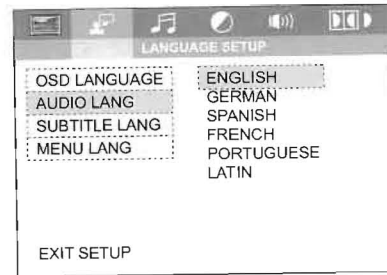 LANGUAGE SETUP
OSD LANGUAGE
AUDIO LANG
SUBTITLE LANG
MENU LANG
ENGLISH
GERMAN
SPANISH
FRENCH
PORTUGUESE
LATIN
EXIT SETUP